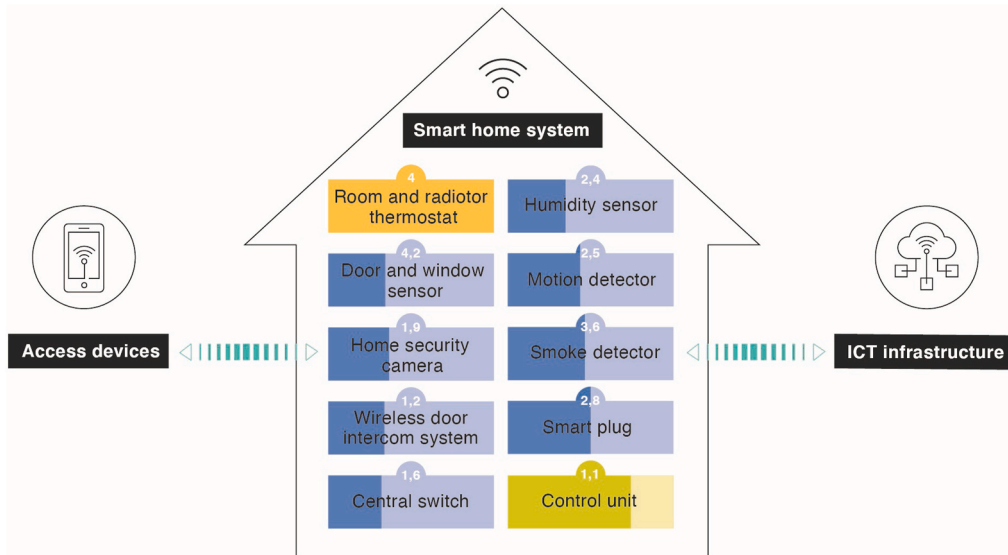 Smart home system
4
Room and radiotor
thermostat
2,4
Humidity sensor
4,2
Door and window
sensor
2,5
Motion detector
1,9
Home security
camera
3,6
Smoke detector
1,2
Wireless door
intercom system
2,8
Smart plug
1,6
Central switch
1,1
Control unit
Access devices
ICT infrastructure